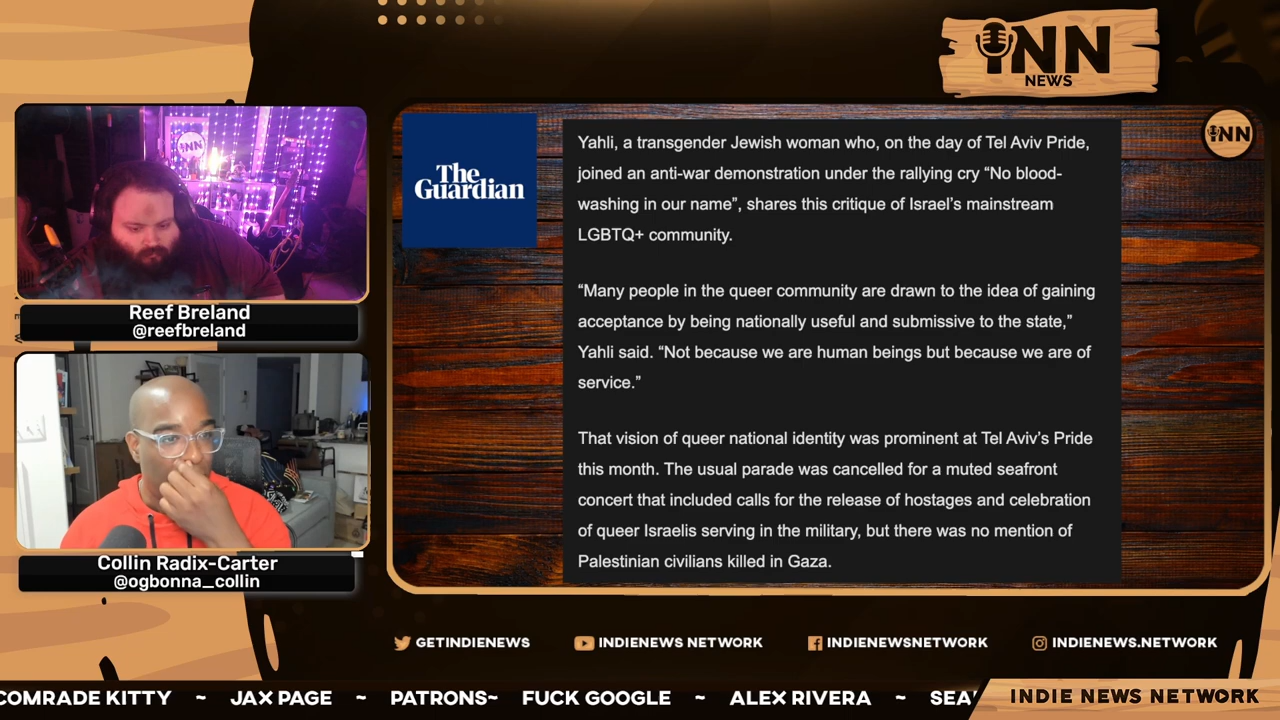 INN
NEWS
INN
The
Guardian
Yahli, a transgender Jewish woman who, on the day of Tel Aviv Pride,
joined an anti-war demonstration under the rallying cry “No blood-
washing in our name”, shares this critique of Israel’s mainstream
LGBTQ+ community.
“Many people in the queer community are drawn to the idea of gaining
acceptance by being nationally useful and submissive to the state,”
Yahli said. “Not because we are human beings but because we are of
service.”
That vision of queer national identity was prominent at Tel Aviv’s Pride
this month. The usual parade was cancelled for a muted seafront
concert that included calls for the release of hostages and celebration
of queer Israelis serving in the military, but there was no mention of
Palestinian civilians killed in Gaza.
INN
Reef Breland
@reefbreland
Collin Radix-Carter
@ogbonna_collin
GETINDIENEWS
INDIENEWS NETWORK
INDIENEWSNETWORK
INDIENEWS.NETWORK
COMRADE KITTY ~ JAX PAGE ~ PATRONS~ FUCK GOOGLE ~ ALEX RIVERA ~ SEA
INDIE NEWS NETWORK